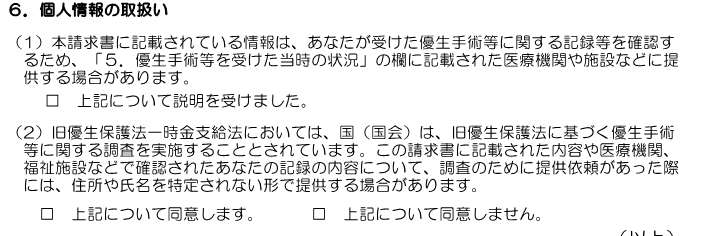 ６．個人情報の取扱い
（１）本請求書に記載されている情報は、あなたが受けた優生手術等に関する記録等を確認す
るため、「５．優生手術等を受けた当時の状況」の欄に記載された医療機関や施設などに提
供する場合があります。
□　上記について説明を受けました。
（２）旧優生保護法一時金支給法においては、国（国会）は、旧優生保護法に基づく優生手術
等に関する調査を実施することとされています。この請求書に記載された内容や医療機関、
福祉施設などで確認されたあなたの記録の内容について、調査のために提供依頼があった際
には、住所や氏名を特定されない形で提供する場合があります。
□　上記について同意します。　　　□　上記について同意しません。